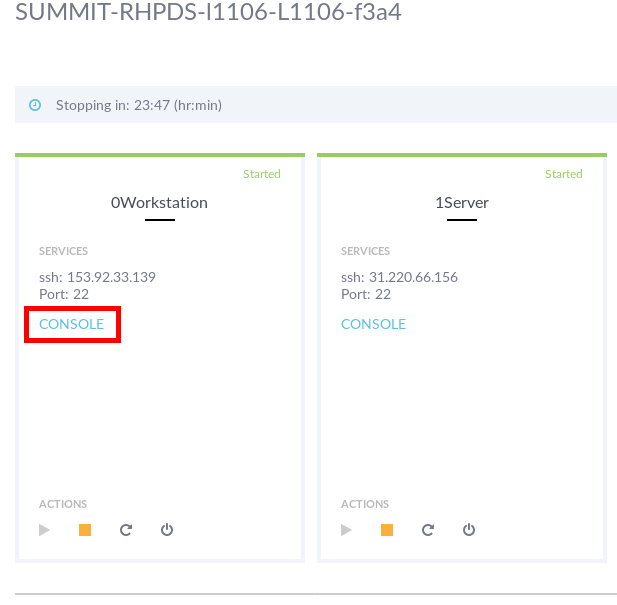 SUMMIT-RHPDS-l1106-L1106-f3a4
Stopping in: 23:47 (hr:min)
Started
0Workstation
SERVICES
ssh: 153.92.33.139
Port: 22
CONSOLE
ACTIONS
Started
1Server
SERVICES
ssh: 31.220.66.156
Port: 22
CONSOLE
ACTIONS